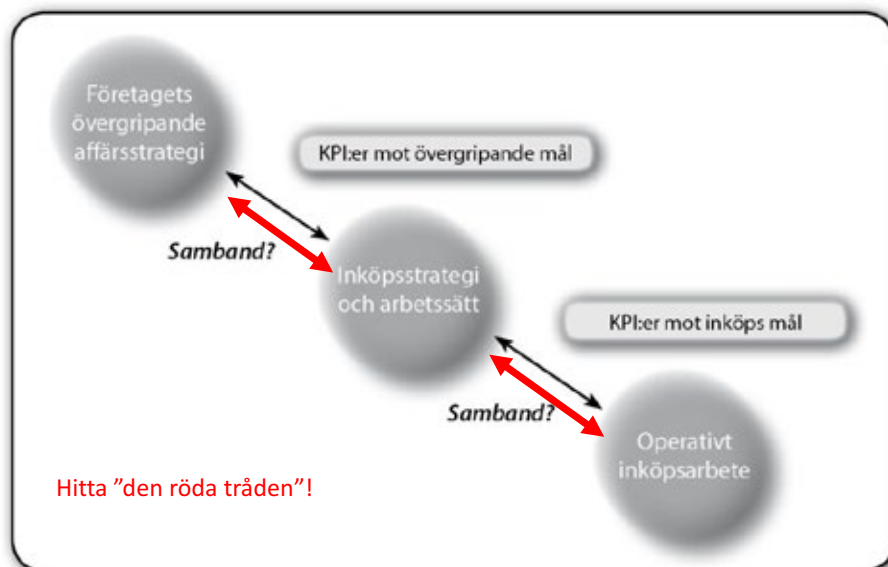 Företagets
övergripande
affärsstrategi
KPI:er mot övergripande mål
Samband?
Inköpsstrategi
och arbetssätt
KPI:er mot inköps mål
Samband?
Operativt
inköpsarbete
Hitta ”den röda tråden”!